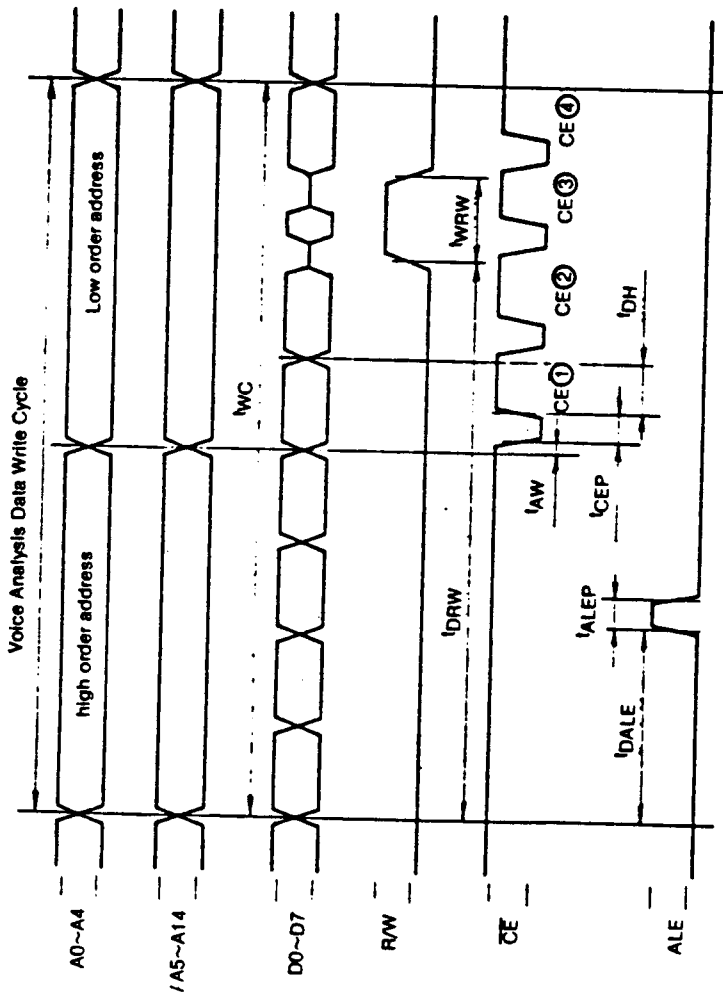 Voice Analysis Data Write Cycle
A0~A4
high order address
Low order address
/A5~A14
tWC
D0~D7
R/W
tDRW
tWRW
CE
CE①
CE②
CE③
CE④
tAW
tDH
tCEP
tALEP
ALE
tDALE